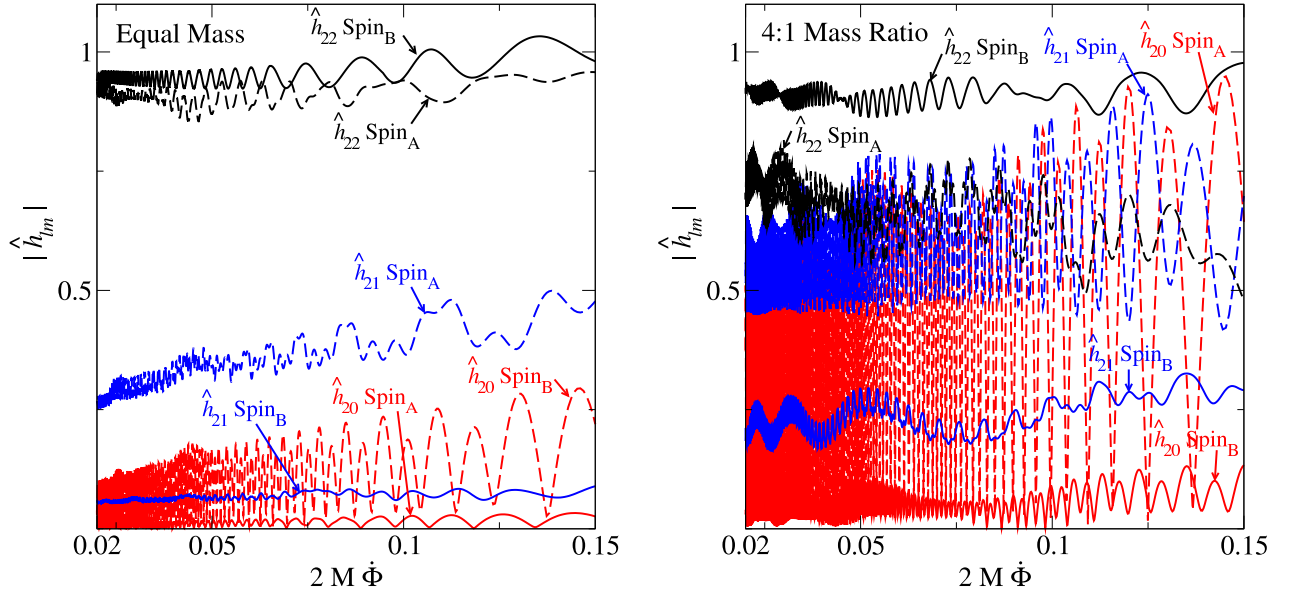 Equal Mass
ĥ22 SpinB
ĥ22 SpinA
ĥ21 SpinA
ĥ21 SpinB
ĥ20 SpinA
ĥ20 SpinB
1
0.5
0.02
0.05
0.1
0.15
|ĥlm|
2 M Φ̇
4:1 Mass Ratio
ĥ22 SpinB
ĥ21 SpinA
ĥ20 SpinA
ĥ22 SpinA
ĥ21 SpinB
ĥ20 SpinB
1
0.5
0.02
0.05
0.1
0.15
|ĥlm|
2 M Φ̇